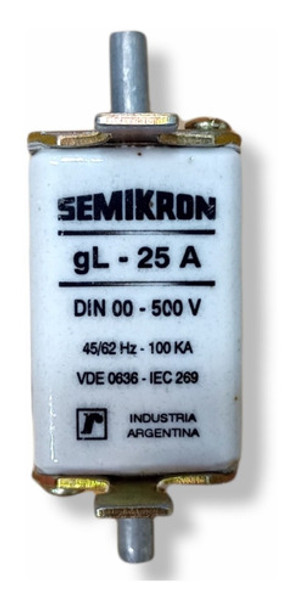 SEMIKRON
gL - 25 A
DIN 00 - 500 V
45/62 Hz - 100 KA
VDE 0636 - IEC 269
r INDUSTRIA
ARGENTINA